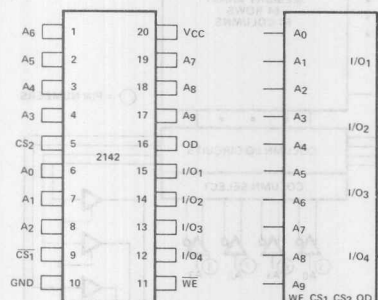 A6 1 20 VCC
A5 2 19 A7
A4 3 18 A8
A3 4 17 A9
CS2 5 16 OD
2142
A0 6 15 I/O1
A1 7 14 I/O2
A2 8 13 I/O3
CS1 9 12 I/O4
GND 10 11 WE
A0
A1 I/O1
A2
A3
I/O2
A4
A5
I/O3
A6
A7
A8 I/O4
A9
WE CS1 CS2 OD